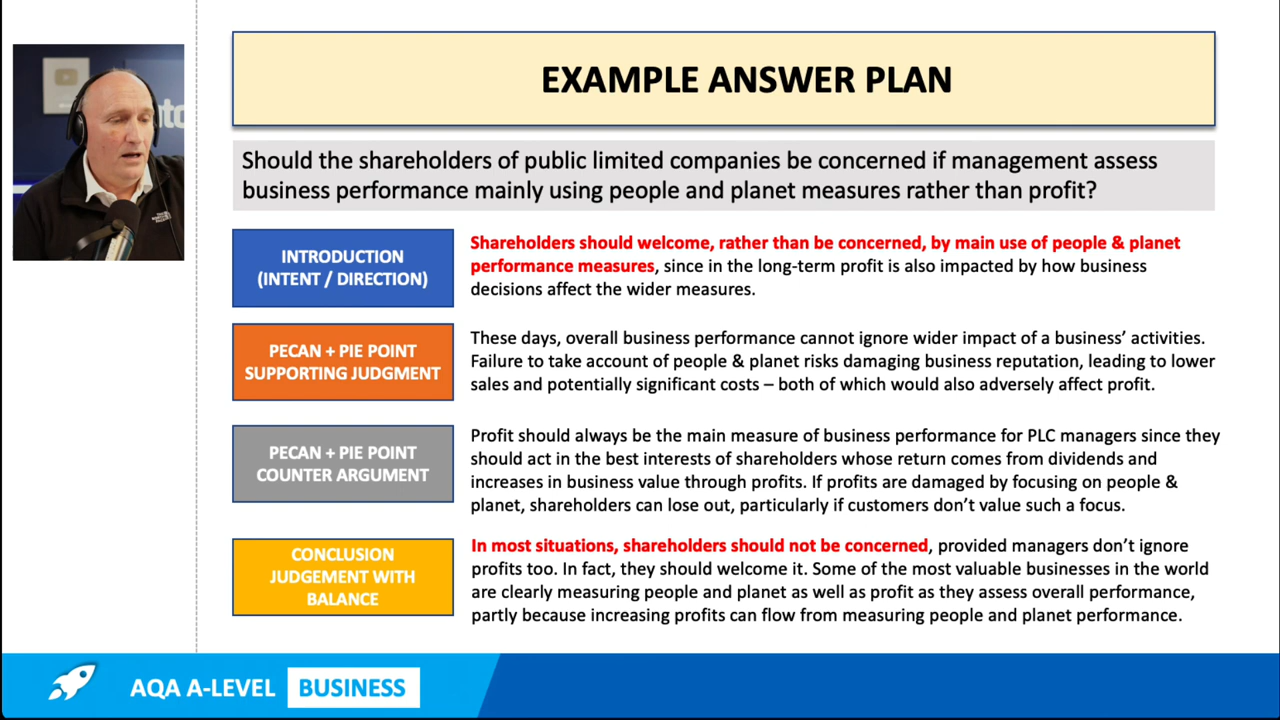 EXAMPLE ANSWER PLAN
Should the shareholders of public limited companies be concerned if management assess
business performance mainly using people and planet measures rather than profit?
INTRODUCTION
(INTENT / DIRECTION)
Shareholders should welcome, rather than be concerned, by main use of people & planet
performance measures, since in the long-term profit is also impacted by how business
decisions affect the wider measures.
PECAN + PIE POINT
SUPPORTING JUDGMENT
These days, overall business performance cannot ignore wider impact of a business’ activities.
Failure to take account of people & planet risks damaging business reputation, leading to lower
sales and potentially significant costs – both of which would also adversely affect profit.
PECAN + PIE POINT
COUNTER ARGUMENT
Profit should always be the main measure of business performance for PLC managers since they
should act in the best interests of shareholders whose return comes from dividends and
increases in business value through profits. If profits are damaged by focusing on people &
planet, shareholders can lose out, particularly if customers don’t value such a focus.
CONCLUSION
JUDGEMENT WITH
BALANCE
In most situations, shareholders should not be concerned, provided managers don’t ignore
profits too. In fact, they should welcome it. Some of the most valuable businesses in the world
are clearly measuring people and planet as well as profit as they assess overall performance,
partly because increasing profits can flow from measuring people and planet performance.
AQA A-LEVEL BUSINESS